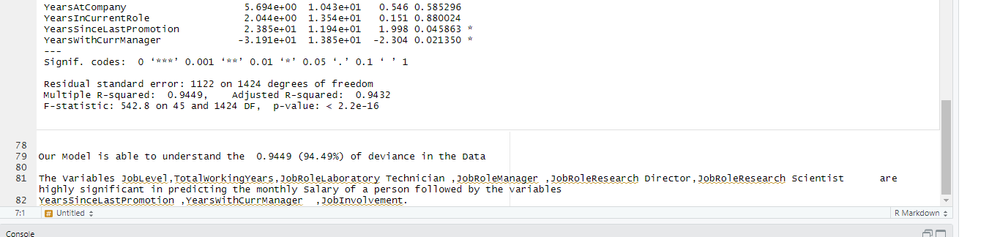 YearsAtCompany 5.694e+00 1.043e+01 0.546 0.585296
YearsInCurrentRole 2.044e+00 1.354e+01 0.151 0.880024
YearsSinceLastPromotion 2.385e+01 1.194e+01 1.998 0.045863 *
YearsWithCurrManager -3.191e+01 1.385e+01 -2.304 0.021350 *
---
Signif. codes: 0 ‘***’ 0.001 ‘**’ 0.01 ‘*’ 0.05 ‘.’ 0.1 ‘ ’ 1
Residual standard error: 1122 on 1424 degrees of freedom
Multiple R-squared: 0.9449, Adjusted R-squared: 0.9432
F-statistic: 542.8 on 45 and 1424 DF, p-value: < 2.2e-16
78
79 Our Model is able to understand the 0.9449 (94.49%) of deviance in the Data
80
81 The Variables JobLevel,TotalWorkingYears,JobRoleLaboratory Technician ,JobRoleManager ,JobRoleResearch Director,JobRoleResearch Scientist are
highly significant in predicting the monthly Salary of a person followed by the variables
82 YearsSinceLastPromotion ,YearsWithCurrManager ,JobInvolvement.
7:1 # Untitled R Markdown
Console